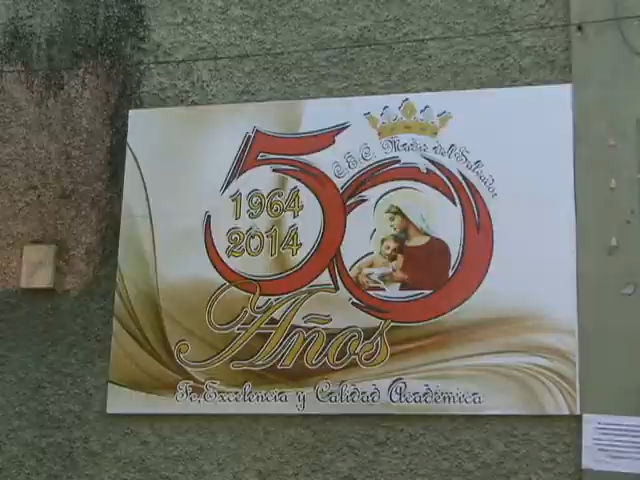 C.E.C. Madre del Salvador
50
1964
2014
Años
Fe, Excelencia y Calidad Académica